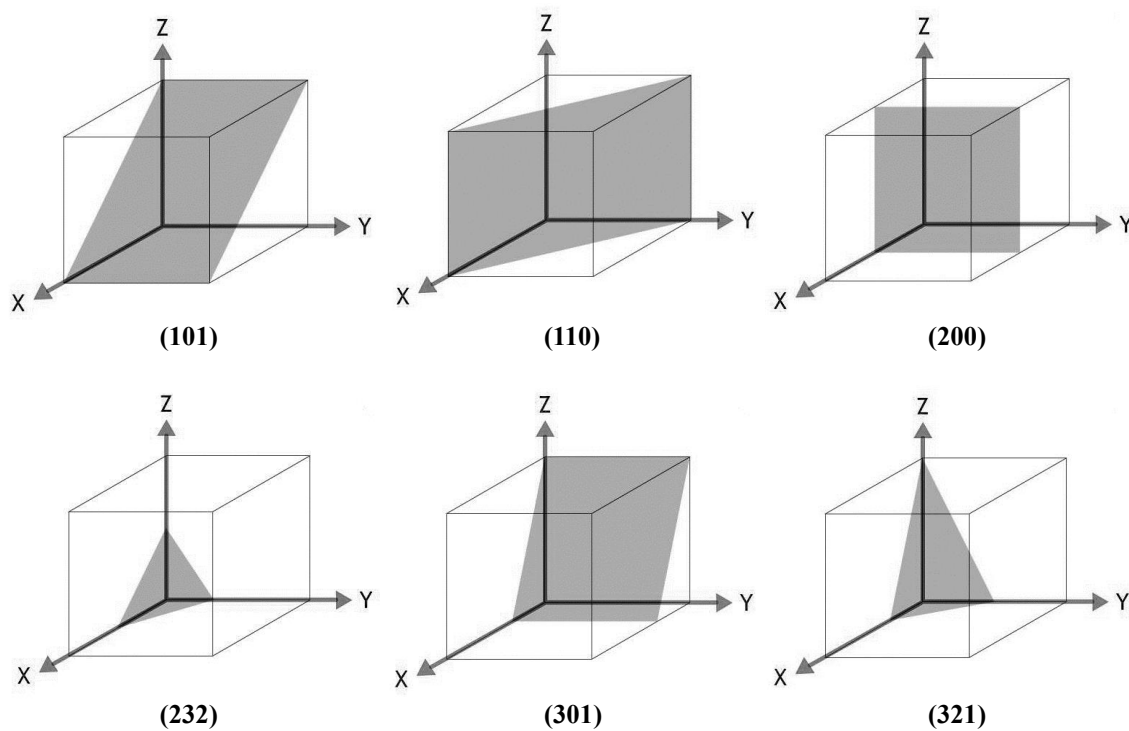 Z
Y
X
(101)
Z
Y
X
(110)
Z
Y
X
(200)
Z
Y
X
(232)
Z
Y
X
(301)
Z
Y
X
(321)